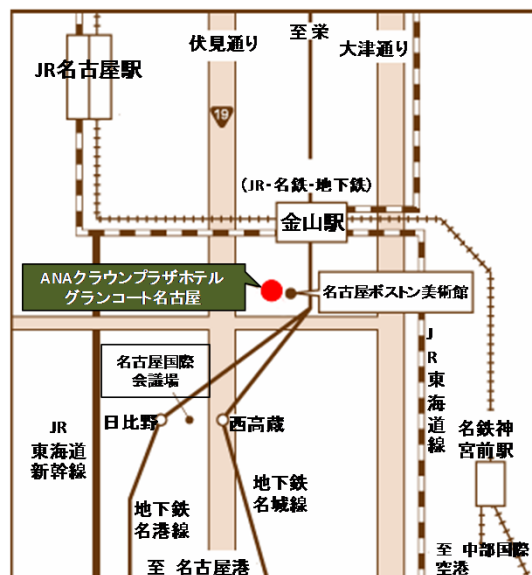 伏見通り
至 栄
大津通り
JR名古屋駅
19
(JR・名鉄・地下鉄)
金山駅
ANAクラウンプラザホテル
グランコート名古屋
名古屋ボストン美術館
名古屋国際
会議場
JR東海道線
日比野
西高蔵
JR
東海道
新幹線
名鉄神
宮前駅
地下鉄
名港線
地下鉄
名城線
至 名古屋港
至 中部国際
空港